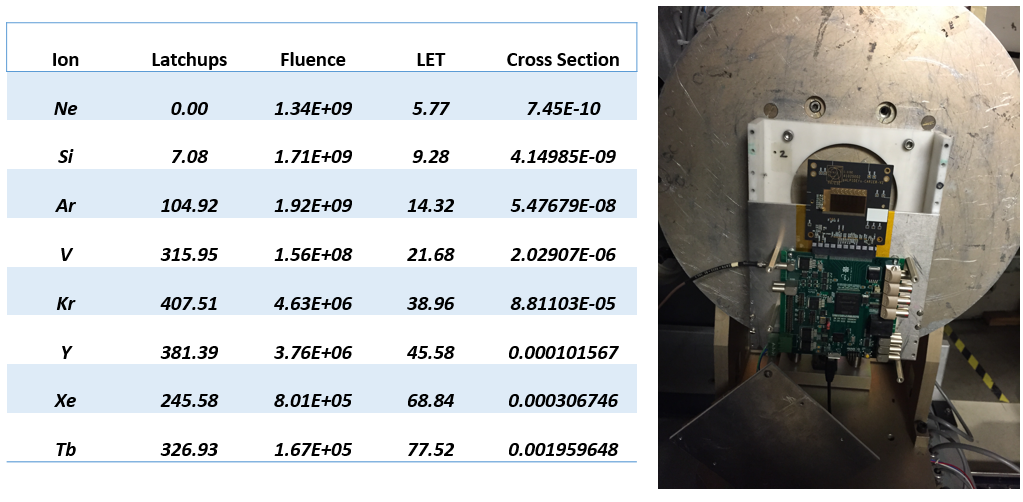 Ion Latchups Fluence LET Cross Section
Ne 0.00 1.34E+09 5.77 7.45E-10
Si 7.08 1.71E+09 9.28 4.14985E-09
Ar 104.92 1.92E+09 14.32 5.47679E-08
V 315.95 1.56E+08 21.68 2.02907E-06
Kr 407.51 4.63E+06 38.96 8.81103E-05
Y 381.39 3.76E+06 45.58 0.000101567
Xe 245.58 8.01E+05 68.84 0.000306746
Tb 326.93 1.67E+05 77.52 0.001959648